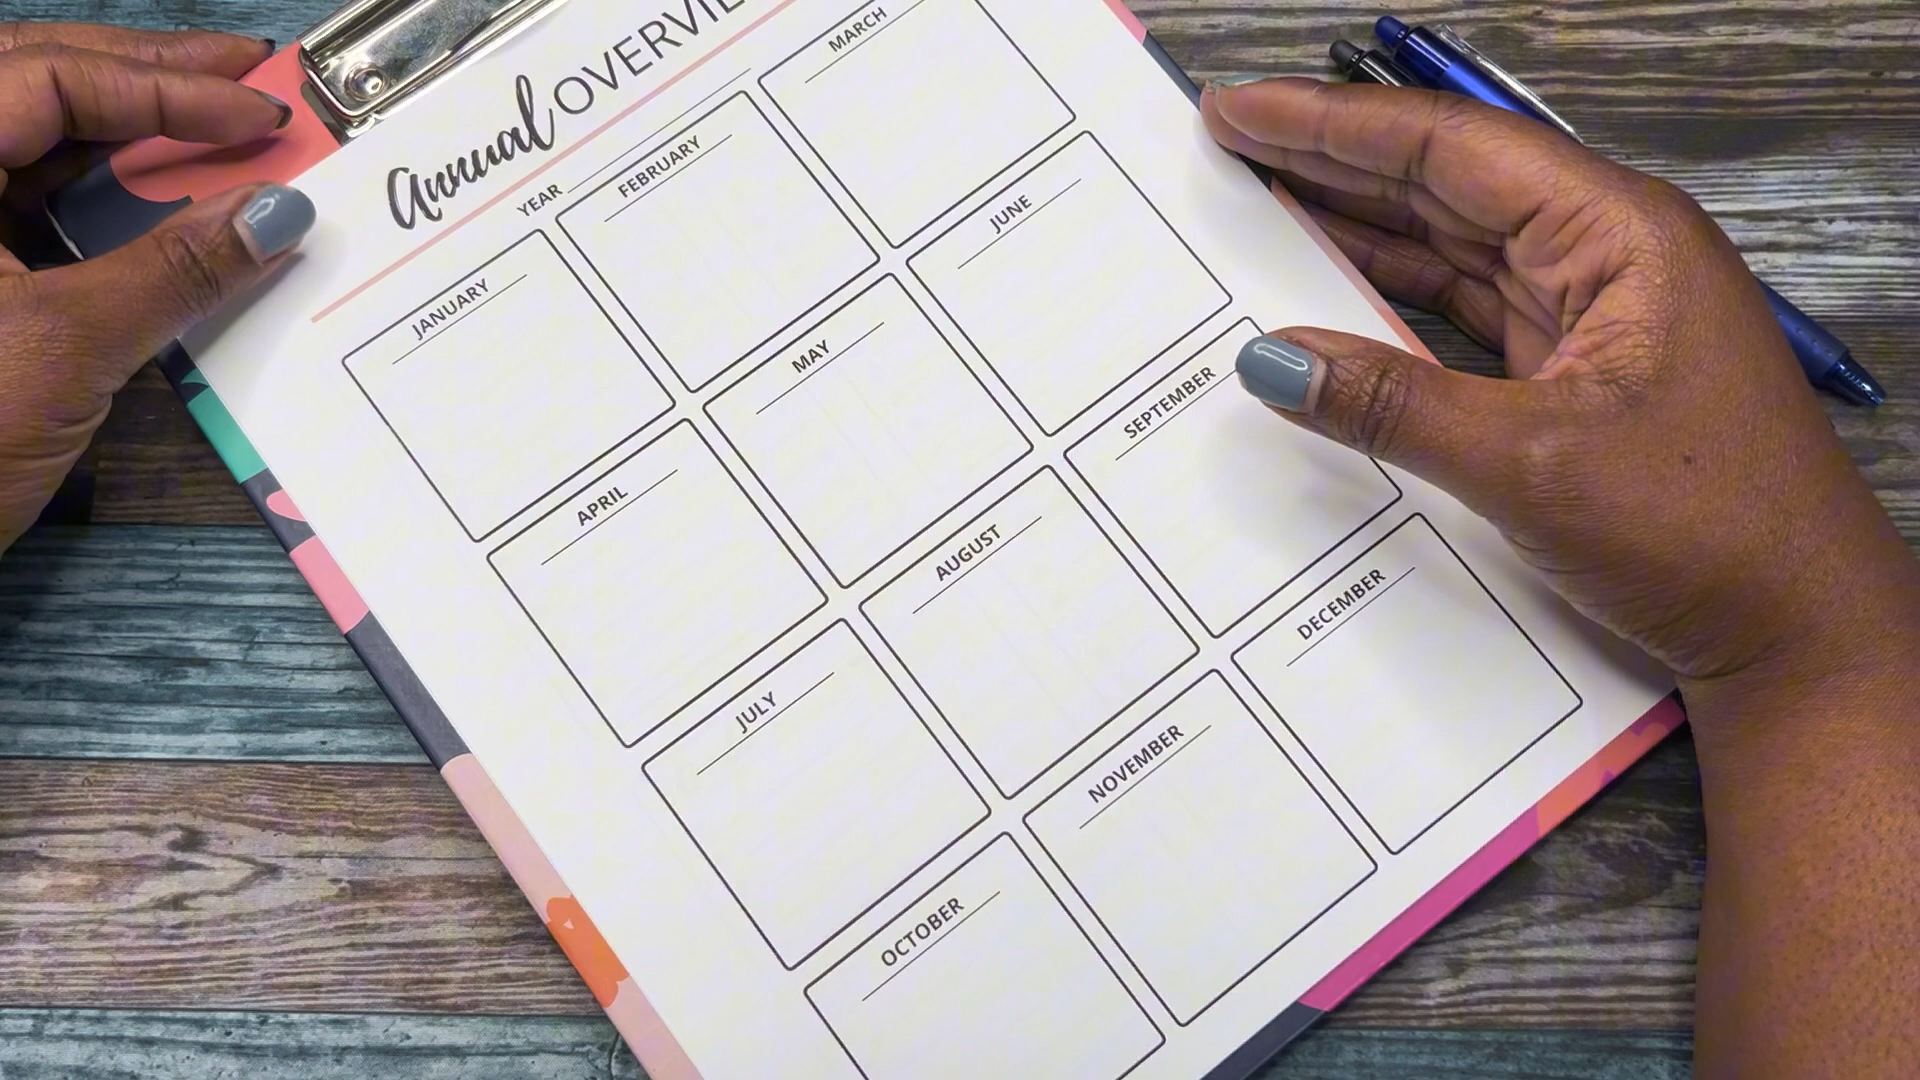 Annual OVERVIE
YEAR
JANUARY
FEBRUARY
MARCH
APRIL
MAY
JUNE
JULY
AUGUST
SEPTEMBER
OCTOBER
NOVEMBER
DECEMBER